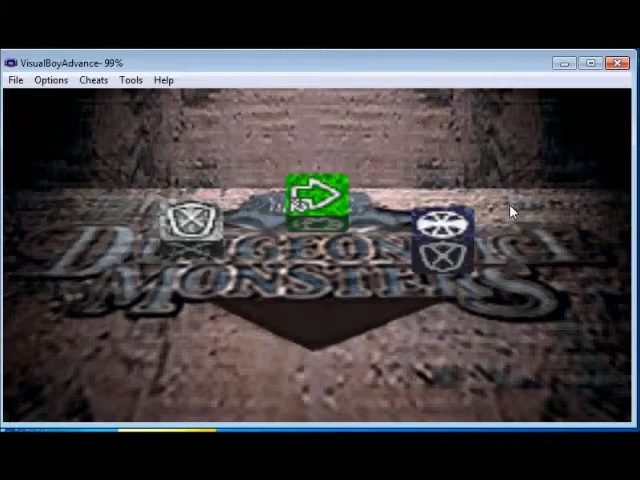 VisualBoyAdvance- 99%
File Options Cheats Tools Help
DUNGEON DICE
MONSTERS